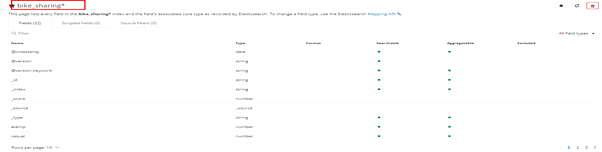 bike_sharing*
This page lists every field in the bike_sharing* index and the field's associated core type as recorded by Elasticsearch. To change a field type, use the Elasticsearch Mapping API
Fields (22) Scripted fields (0) Source filters (0)
Filter All field types
Name Type Format Searchable Aggregatable Excluded
@timestamp date
@version string
@version.keyword string
_id string
_index string
_score number
_source _source
_type string
atemp number
casual number
Rows per page: 10 1 2 3